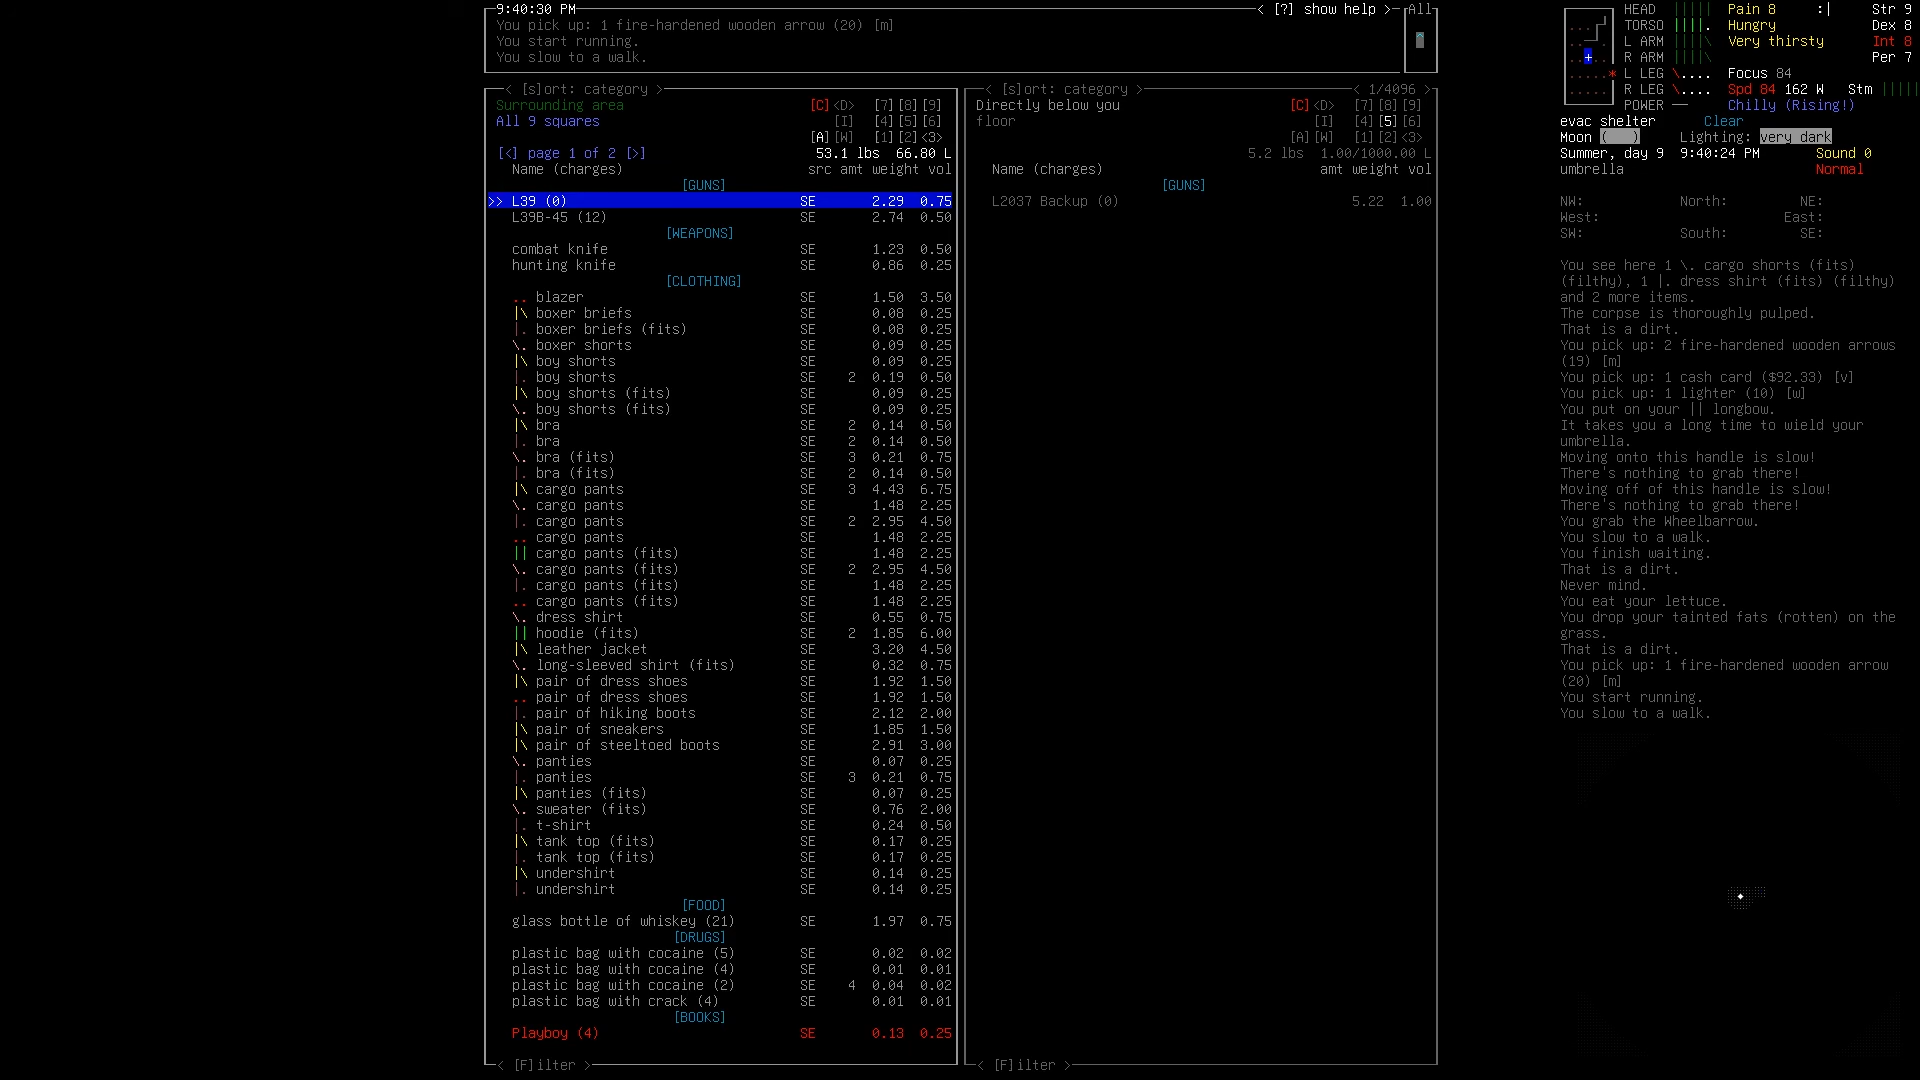 9:40:30 PM < [?] show help > All
You pick up: 1 fire-hardened wooden arrow (20) [m]
You start running.
You slow to a walk.
< [s]ort: category >
Surrounding area [C]<D> [7][8][9]
All 9 squares [I] [4][5][6]
[A][W] [1][2]<3>
[<] page 1 of 2 [>] 53.1 lbs 66.80 L
Name (charges) src amt weight vol
[GUNS]
>> L39 (0) SE 2.29 0.75
L39B-45 (12) SE 2.74 0.50
[WEAPONS]
combat knife SE 1.23 0.50
hunting knife SE 0.86 0.25
[CLOTHING]
.. blazer SE 1.50 3.50
|\ boxer briefs SE 0.08 0.25
|. boxer briefs (fits) SE 0.08 0.25
\. boxer shorts SE 0.09 0.25
|\ boy shorts SE 0.09 0.25
|. boy shorts SE 2 0.19 0.50
|\ boy shorts (fits) SE 0.09 0.25
\. boy shorts (fits) SE 0.09 0.25
|\ bra SE 2 0.14 0.50
|. bra SE 2 0.14 0.50
\. bra (fits) SE 3 0.21 0.75
|. bra (fits) SE 2 0.14 0.50
|\ cargo pants SE 3 4.43 6.75
\. cargo pants SE 1.48 2.25
|. cargo pants SE 2 2.95 4.50
.. cargo pants SE 1.48 2.25
|| cargo pants (fits) SE 1.48 2.25
\. cargo pants (fits) SE 2 2.95 4.50
|. cargo pants (fits) SE 1.48 2.25
.. cargo pants (fits) SE 1.48 2.25
\. dress shirt SE 0.55 0.75
|| hoodie (fits) SE 2 1.85 6.00
|\ leather jacket SE 3.20 4.50
\. long-sleeved shirt (fits) SE 0.32 0.75
|\ pair of dress shoes SE 1.92 1.50
.. pair of dress shoes SE 1.92 1.50
|. pair of hiking boots SE 2.12 2.00
|\ pair of sneakers SE 1.85 1.50
|\ pair of steeltoed boots SE 2.91 3.00
\. panties SE 0.07 0.25
|. panties SE 3 0.21 0.75
|\ panties (fits) SE 0.07 0.25
\. sweater (fits) SE 0.76 2.00
|. t-shirt SE 0.24 0.50
|\ tank top (fits) SE 0.17 0.25
|. tank top (fits) SE 0.17 0.25
|\ undershirt SE 0.14 0.25
|. undershirt SE 0.14 0.25
[FOOD]
glass bottle of whiskey (21) SE 1.97 0.75
[DRUGS]
plastic bag with cocaine (5) SE 0.02 0.02
plastic bag with cocaine (4) SE 0.01 0.01
plastic bag with cocaine (2) SE 4 0.04 0.02
plastic bag with crack (4) SE 0.01 0.01
[BOOKS]
Playboy (4) SE 0.13 0.25
< [F]ilter >
< [s]ort: category > < 1/4096 >
Directly below you [C]<D> [7][8][9]
floor [I] [4][5][6]
[A][W] [1][2]<3>
5.2 lbs 1.00/1000.00 L
Name (charges) amt weight vol
[GUNS]
L2037 Backup (0) 5.22 1.00
< [F]ilter >
HEAD ||||| Pain 8 :| Str 9
TORSO ||||. Hungry Dex 8
L ARM ||||\ Very thirsty Int 8
R ARM ||||\ Per 7
L LEG \.... Focus 84
R LEG \.... Spd 84 162 W Stm |||||
POWER -- Chilly (Rising!)
evac shelter Clear
Moon ( ) Lighting: very dark
Summer, day 9 9:40:24 PM Sound 0
umbrella Normal
NW: North: NE:
West: East:
SW: South: SE:
You see here 1 \. cargo shorts (fits)
(filthy), 1 |. dress shirt (fits) (filthy)
and 2 more items.
The corpse is thoroughly pulped.
That is a dirt.
You pick up: 2 fire-hardened wooden arrows
(19) [m]
You pick up: 1 cash card ($92.33) [v]
You pick up: 1 lighter (10) [w]
You put on your || longbow.
It takes you a long time to wield your
umbrella.
Moving onto this handle is slow!
There's nothing to grab there!
Moving off of this handle is slow!
There's nothing to grab there!
You grab the Wheelbarrow.
You slow to a walk.
You finish waiting.
That is a dirt.
Never mind.
You eat your lettuce.
You drop your tainted fats (rotten) on the
grass.
That is a dirt.
You pick up: 1 fire-hardened wooden arrow
(20) [m]
You start running.
You slow to a walk.